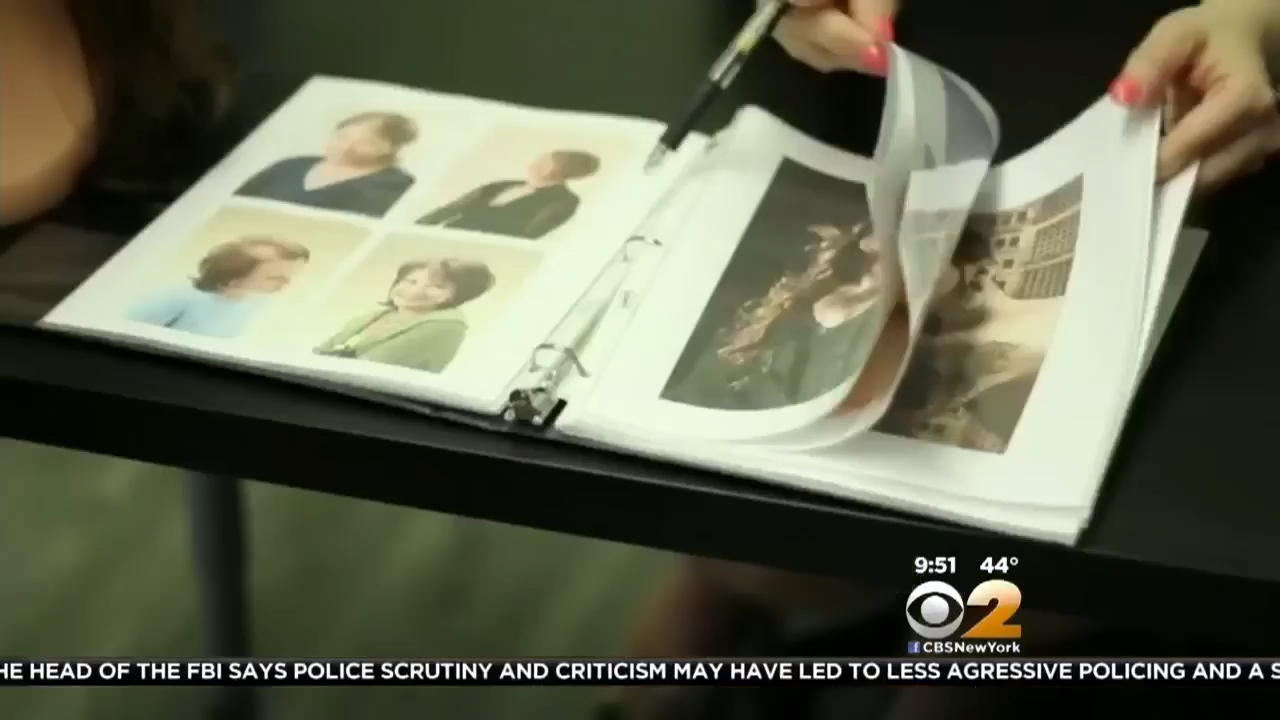 9:51 44°
2
f CBSNewYork
HE HEAD OF THE FBI SAYS POLICE SCRUTINY AND CRITICISM MAY HAVE LED TO LESS AGRESSIVE POLICING AND A S